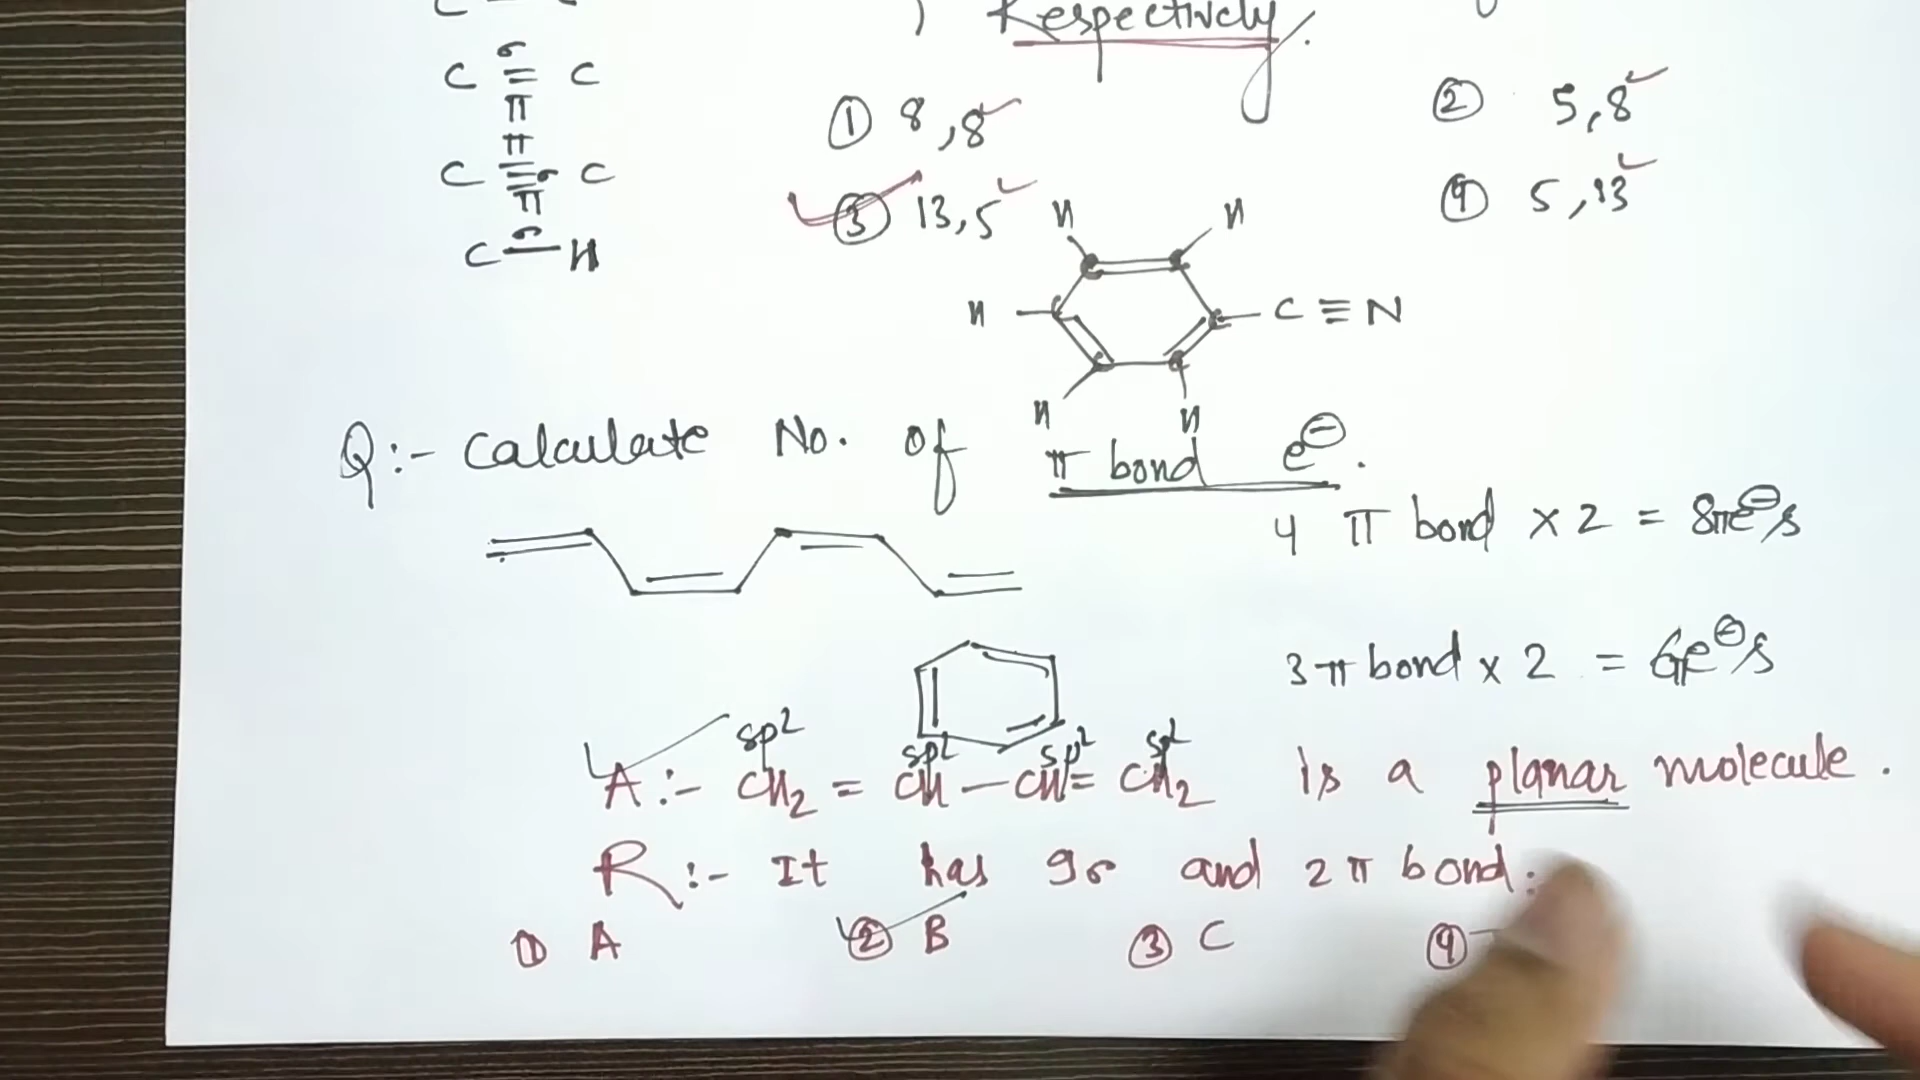 Respectively.
C σ= π C
① 8,8
② 5,8
π
C ≡σ π C
③ 13,5
④ 5,13
C σ— H
H H
H C C≡N
H H
Q:- Calculate No. of π bond e⊖.
4 π bond × 2 = 8πe⊖s
3π bond × 2 = 6πe⊖s
sp² sp² sp² sp²
A:- CH₂ = CH — CH = CH₂ is a planar molecule.
R:- It has 9σ and 2π bond.
① A ② B ③ C ④